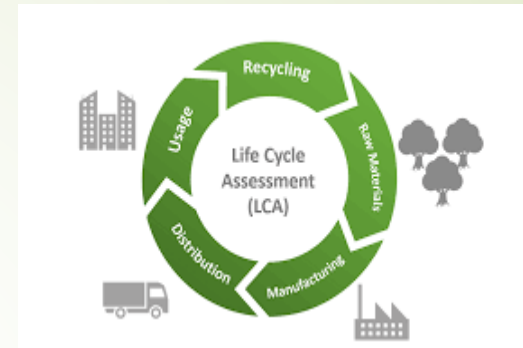 Recycling
Raw Materials
Manufacturing
Distribution
Usage
Life Cycle
Assessment
(LCA)